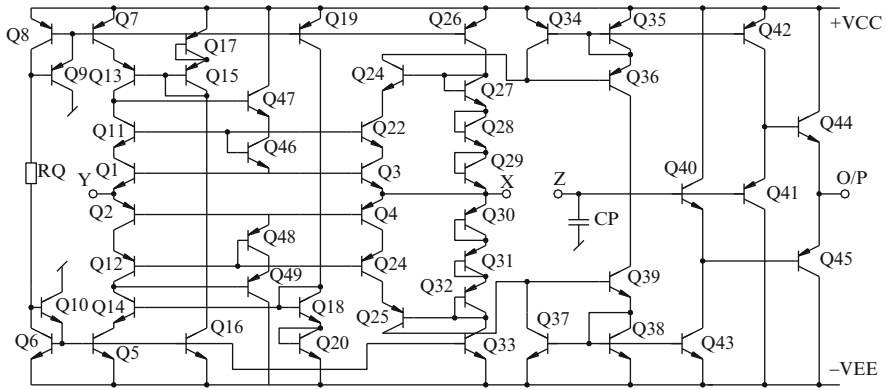 Q7 Q19 Q26 Q34 Q35
Q8 Q17 Q42 +VCC
Q9 Q13 Q15 Q24 Q36
Q47 Q27
Q11 Q22 Q28 Q44
Q46
RQ Q1 Q3 Q29 Q40
Y X Z O/P
Q2 Q4 Q30 CP Q41
Q48
Q12 Q24 Q31 Q45
Q49 Q32 Q39
Q10 Q14 Q18 Q25 Q37
Q6 Q16 Q38
Q5 Q20 Q33 Q43
–VEE